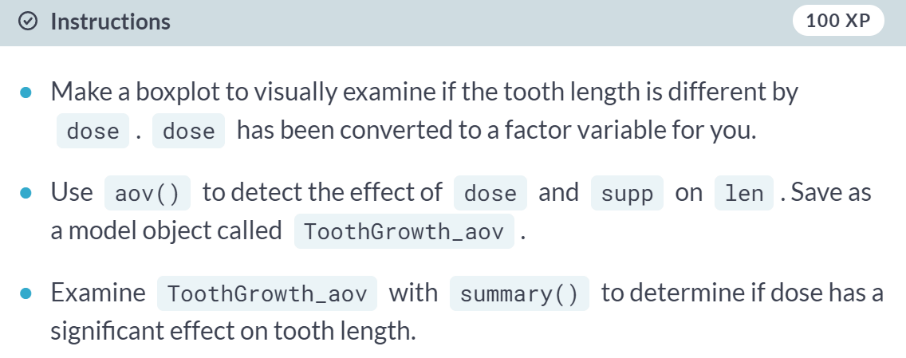 Instructions 100 XP
Make a boxplot to visually examine if the tooth length is different by
dose . dose has been converted to a factor variable for you.
Use aov() to detect the effect of dose and supp on len . Save as
a model object called ToothGrowth_aov .
Examine ToothGrowth_aov with summary() to determine if dose has a
significant effect on tooth length.